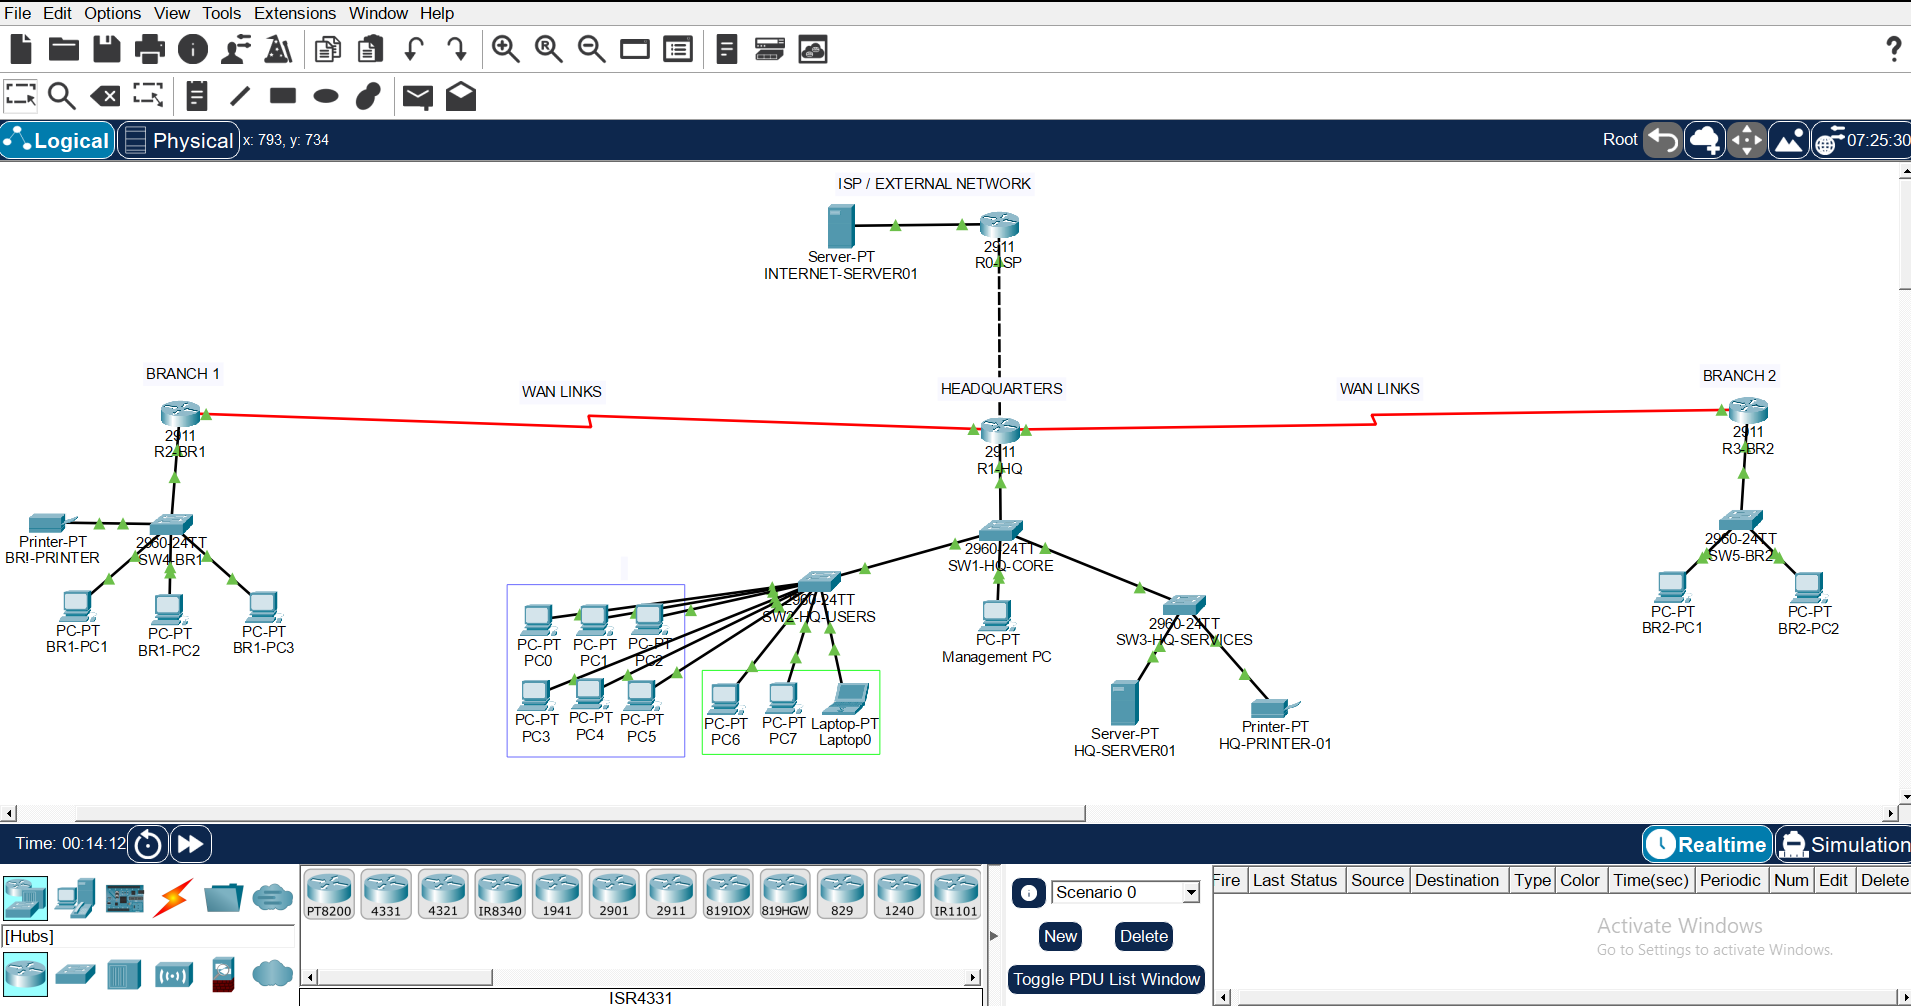 File Edit Options View Tools Extensions Window Help
Logical Physical x: 793, y: 734 Root 07:25:30
ISP / EXTERNAL NETWORK
Server-PT
INTERNET-SERVER01
2911
R0-ISP
BRANCH 1
WAN LINKS
HEADQUARTERS
WAN LINKS
BRANCH 2
2911
R2-BR1
2911
R1-HQ
2911
R3-BR2
Printer-PT
BRI-PRINTER
2960-24TT
SW4-BR1
PC-PT
BR1-PC1
PC-PT
BR1-PC2
PC-PT
BR1-PC3
2960-24TT
SW1-HQ-CORE
2960-24TT
SW2-HQ-USERS
PC-PT
PC0
PC-PT
PC1
PC-PT
PC2
PC-PT
PC3
PC-PT
PC4
PC-PT
PC5
PC-PT
PC6
PC-PT
PC7
Laptop-PT
Laptop0
PC-PT
Management PC
2960-24TT
SW3-HQ-SERVICES
Server-PT
HQ-SERVER01
Printer-PT
HQ-PRINTER-01
2960-24TT
SW5-BR2
PC-PT
BR2-PC1
PC-PT
BR2-PC2
Time: 00:14:12 Realtime Simulation
PT8200 4331 4321 IR8340 1941 2901 2911 819IOX 819HGW 829 1240 IR1101
[Hubs]
ISR4331
Scenario 0
New Delete
Toggle PDU List Window
Fire Last Status Source Destination Type Color Time(sec) Periodic Num Edit Delete
Activate Windows
Go to Settings to activate Windows.